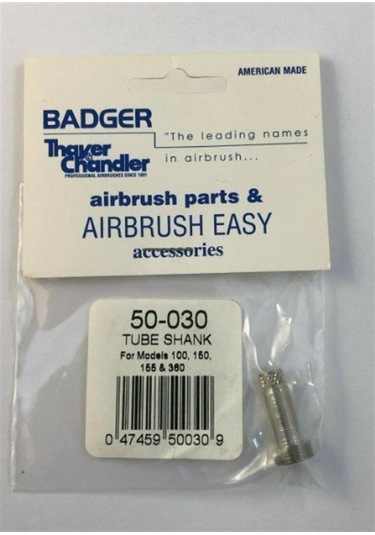 AMERICAN MADE
BADGER
Thayer & Chandler
PROFESSIONAL AIRBRUSHES SINCE 1891
"The leading names
in airbrush...
airbrush parts &
AIRBRUSH EASY
accessories
50-030
TUBE SHANK
For Models 100, 150,
155 & 360
0 47459 50030 9